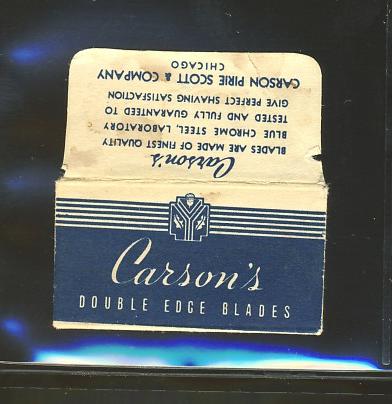 Carson's
BLADES ARE MADE OF FINEST QUALITY
BLUE CHROME STEEL, LABORATORY
TESTED AND FULLY GUARANTEED TO
GIVE PERFECT SHAVING SATISFACTION
CARSON PIRIE SCOTT & COMPANY
CHICAGO
Carson's
DOUBLE EDGE BLADES